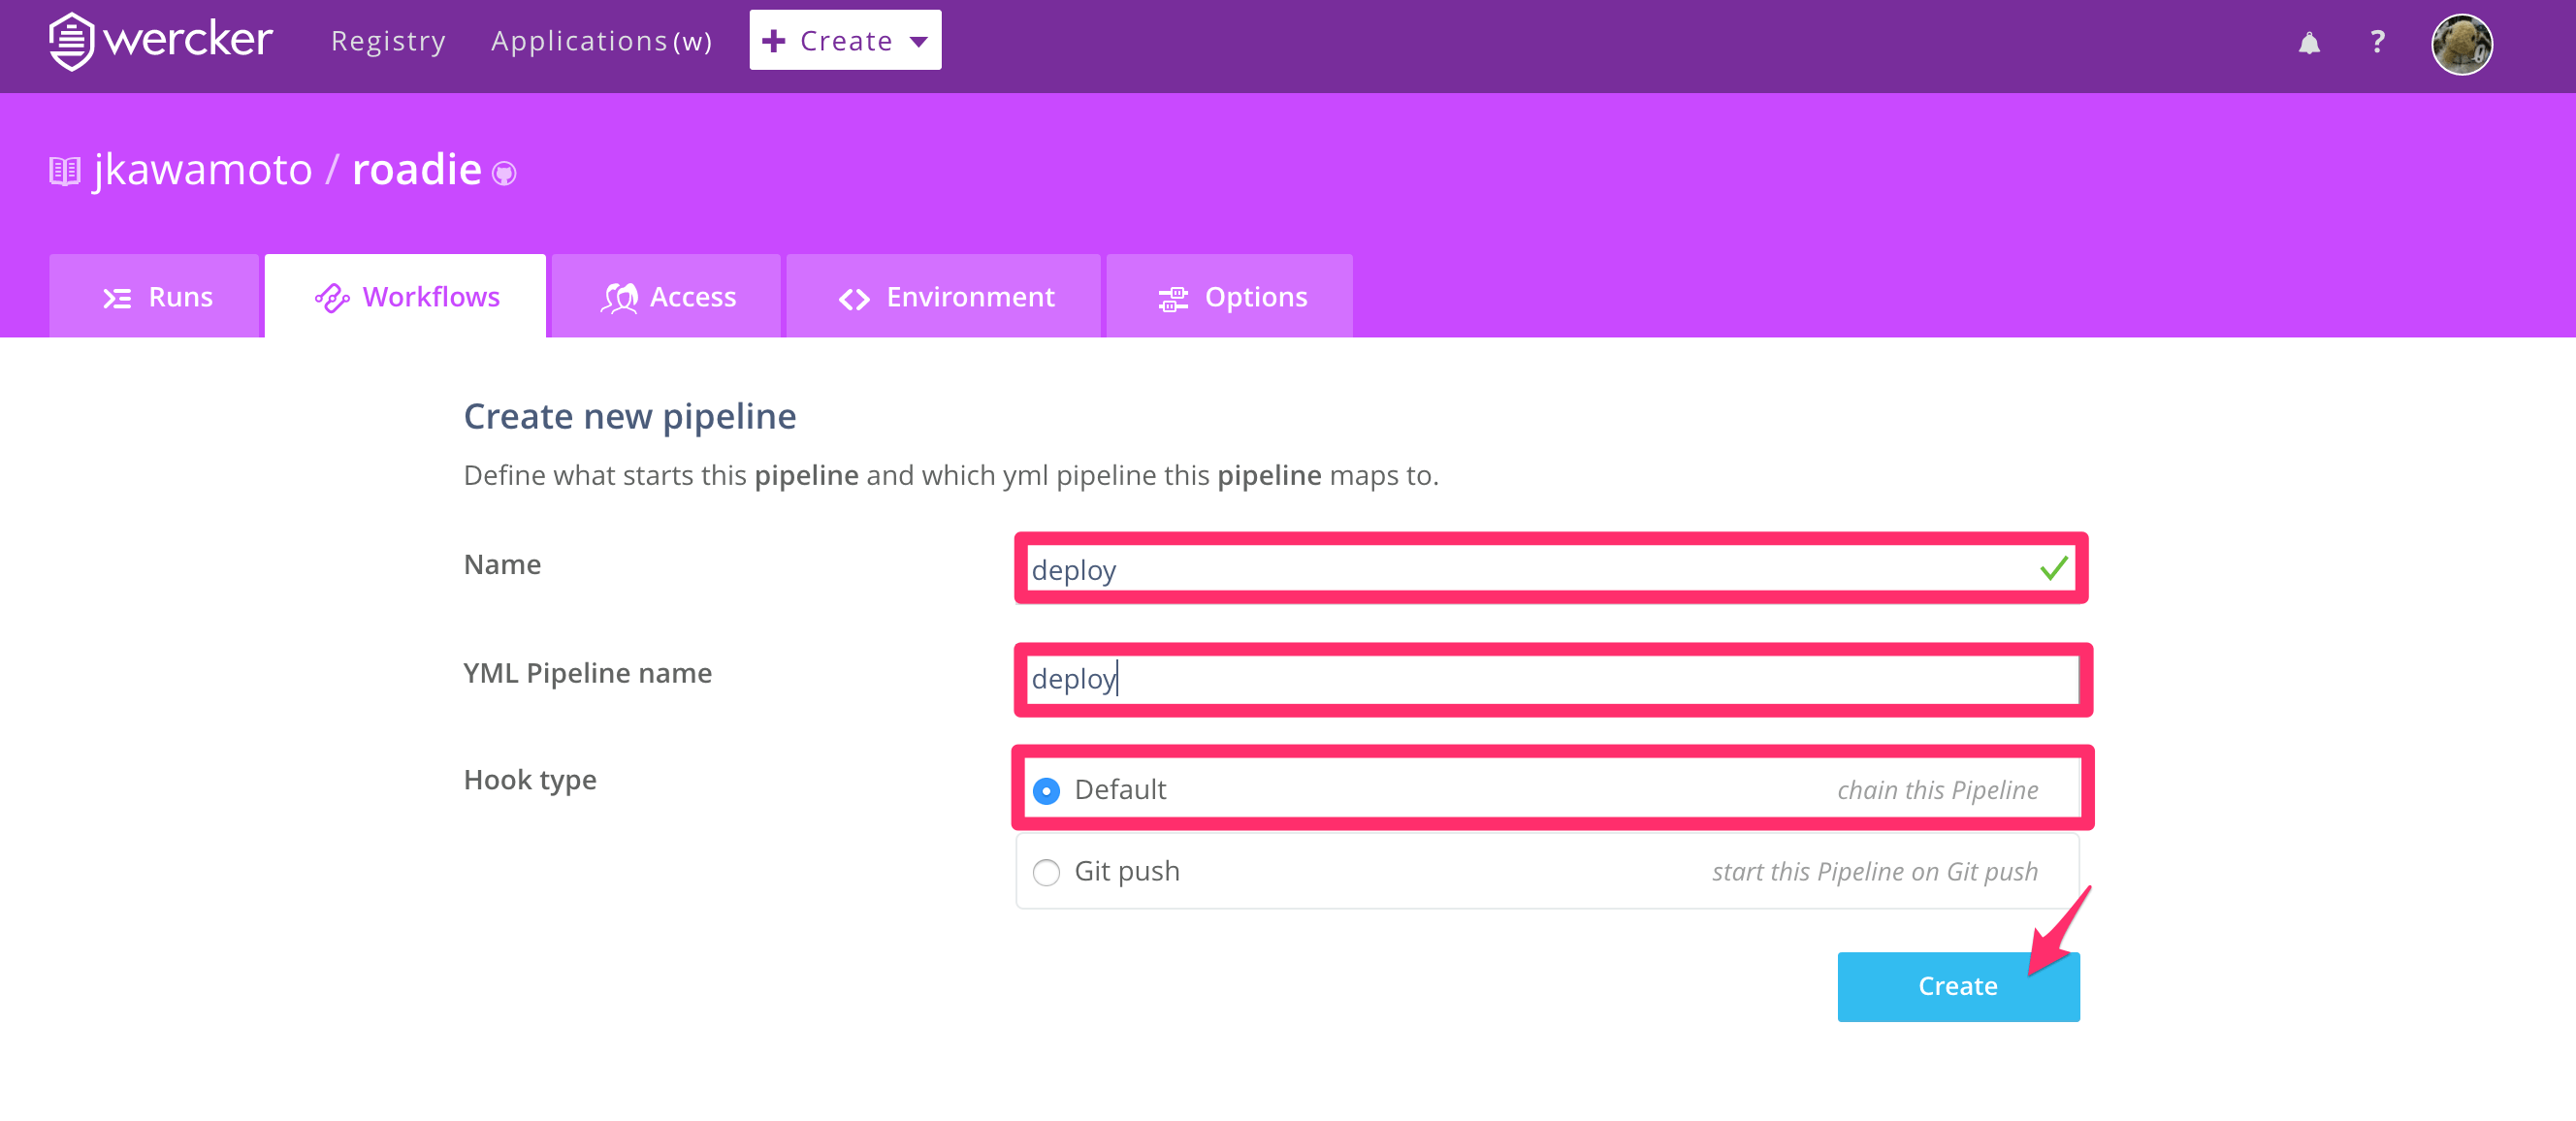 wercker Registry Applications (w) + Create ?
jkawamoto / roadie
Runs Workflows Access Environment Options
Create new pipeline
Define what starts this pipeline and which yml pipeline this pipeline maps to.
Name deploy
YML Pipeline name deploy
Hook type Default chain this Pipeline
Git push start this Pipeline on Git push
Create